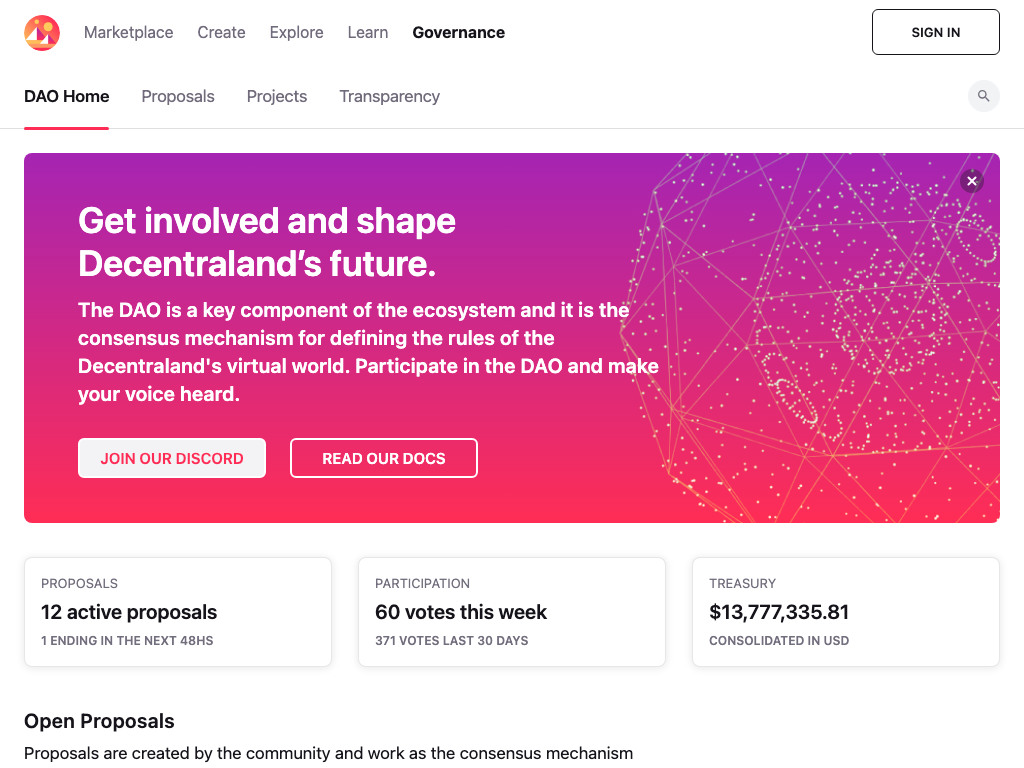 Marketplace Create Explore Learn Governance SIGN IN
DAO Home Proposals Projects Transparency
Get involved and shape
Decentraland’s future.
The DAO is a key component of the ecosystem and it is the
consensus mechanism for defining the rules of the
Decentraland's virtual world. Participate in the DAO and make
your voice heard.
JOIN OUR DISCORD READ OUR DOCS
PROPOSALS
12 active proposals
1 ENDING IN THE NEXT 48HS
PARTICIPATION
60 votes this week
371 VOTES LAST 30 DAYS
TREASURY
$13,777,335.81
CONSOLIDATED IN USD
Open Proposals
Proposals are created by the community and work as the consensus mechanism